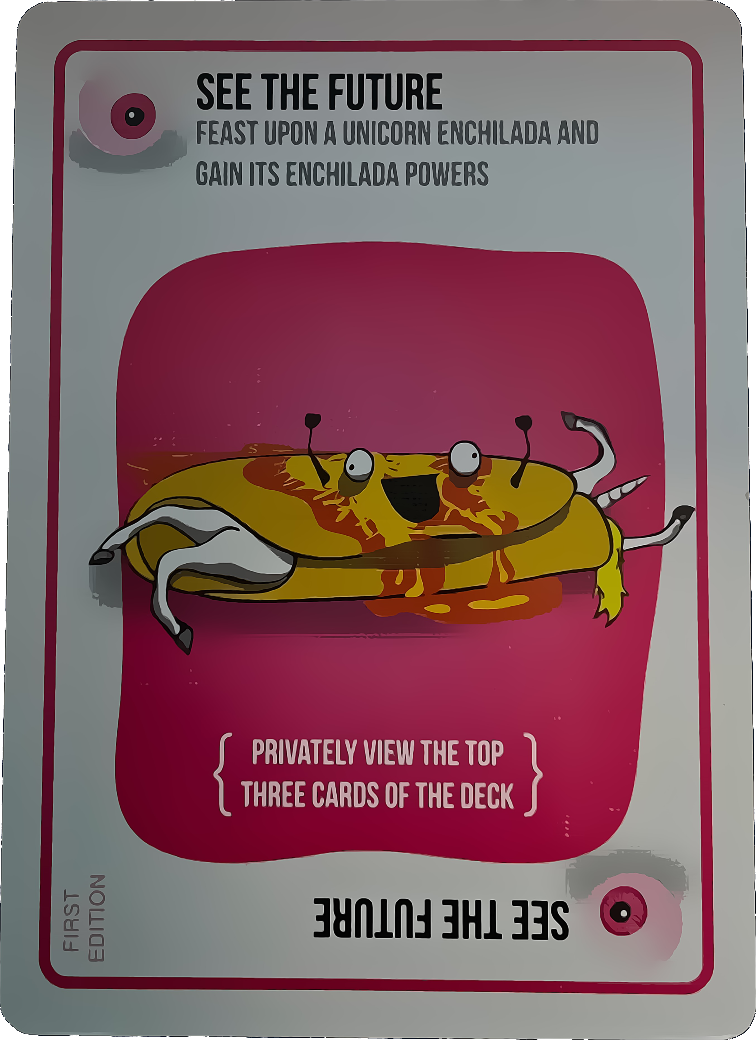 SEE THE FUTURE
FEAST UPON A UNICORN ENCHILADA AND
GAIN ITS ENCHILADA POWERS
{ PRIVATELY VIEW THE TOP
THREE CARDS OF THE DECK }
FIRST
EDITION
SEE THE FUTURE